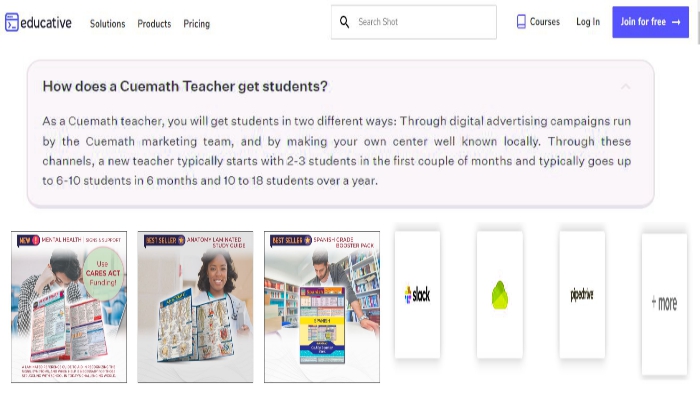 educative
Solutions
Products
Pricing
Search Shot
Courses
Log In
Join for free →
How does a Cuemath Teacher get students?
As a Cuemath teacher, you will get students in two different ways: Through digital advertising campaigns run
by the Cuemath marketing team, and by making your own center well known locally. Through these
channels, a new teacher typically starts with 2-3 students in the first couple of months and typically goes up
to 6-10 students in 6 months and 10 to 18 students over a year.
NEW MENTAL HEALTH | SIGNS & SUPPORT
Use
CARES ACT
Funding!
BEST SELLER ANATOMY LAMINATED
STUDY GUIDE
BEST SELLER SPANISH GRADE
BOOSTER PACK
SPANISH
slack
pipedrive
+ more